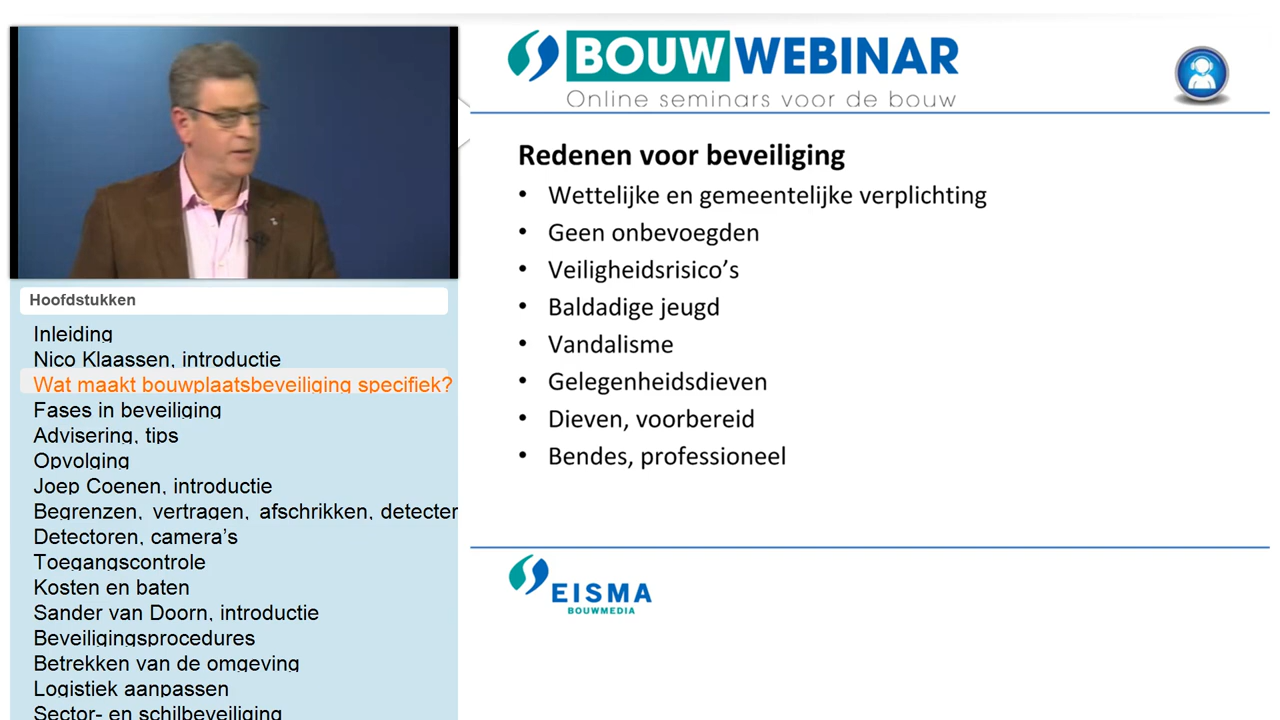 BOUW WEBINAR
Online seminars voor de bouw
Redenen voor beveiliging
• Wettelijke en gemeentelijke verplichting
• Geen onbevoegden
• Veiligheidsrisico’s
• Baldadige jeugd
• Vandalisme
• Gelegenheidsdieven
• Dieven, voorbereid
• Bendes, professioneel
EISMA
BOUWMEDIA
Hoofdstukken
Inleiding
Nico Klaassen, introductie
Wat maakt bouwplaatsbeveiliging specifiek?
Fases in beveiliging
Advisering, tips
Opvolging
Joep Coenen, introductie
Begrenzen, vertragen, afschrikken, detecter
Detectoren, camera’s
Toegangscontrole
Kosten en baten
Sander van Doorn, introductie
Beveiligingsprocedures
Betrekken van de omgeving
Logistiek aanpassen
Sector- en schilbeveiliging